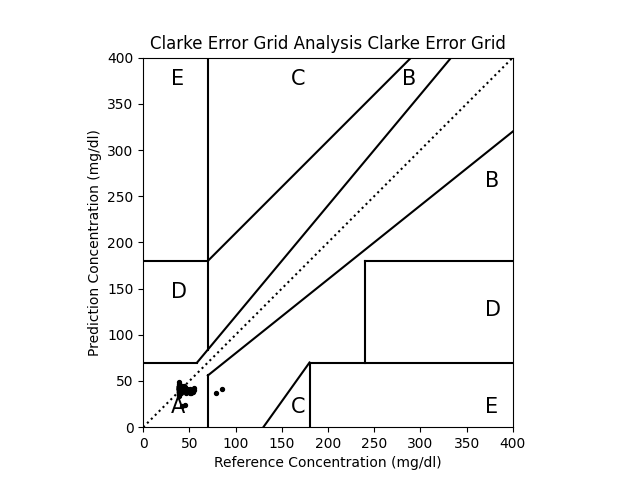 Clarke Error Grid Analysis Clarke Error Grid
400
350
300
250
200
150
100
50
0
Prediction Concentration (mg/dl)
E
C
B
B
D
D
A
C
E
0 50 100 150 200 250 300 350 400
Reference Concentration (mg/dl)